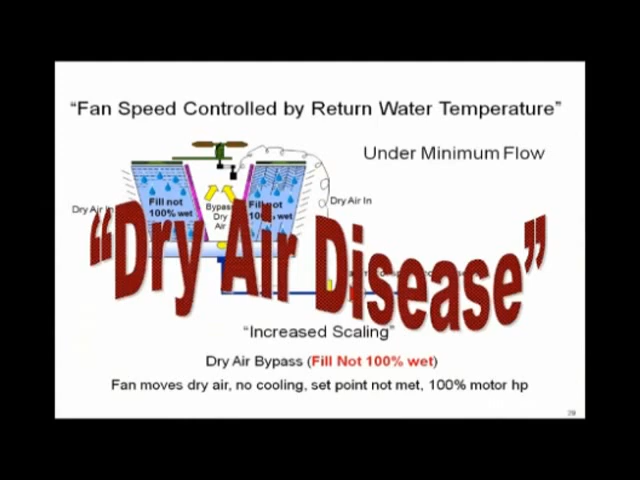 "Fan Speed Controlled by Return Water Temperature"
Under Minimum Flow
Fill not
100% wet
Bypass
Dry
Air
Fill not
100% wet
Dry Air In
Dry Air In
"Dry Air Disease"
"Increased Scaling"
Dry Air Bypass (Fill Not 100% wet)
Fan moves dry air, no cooling, set point not met, 100% motor hp